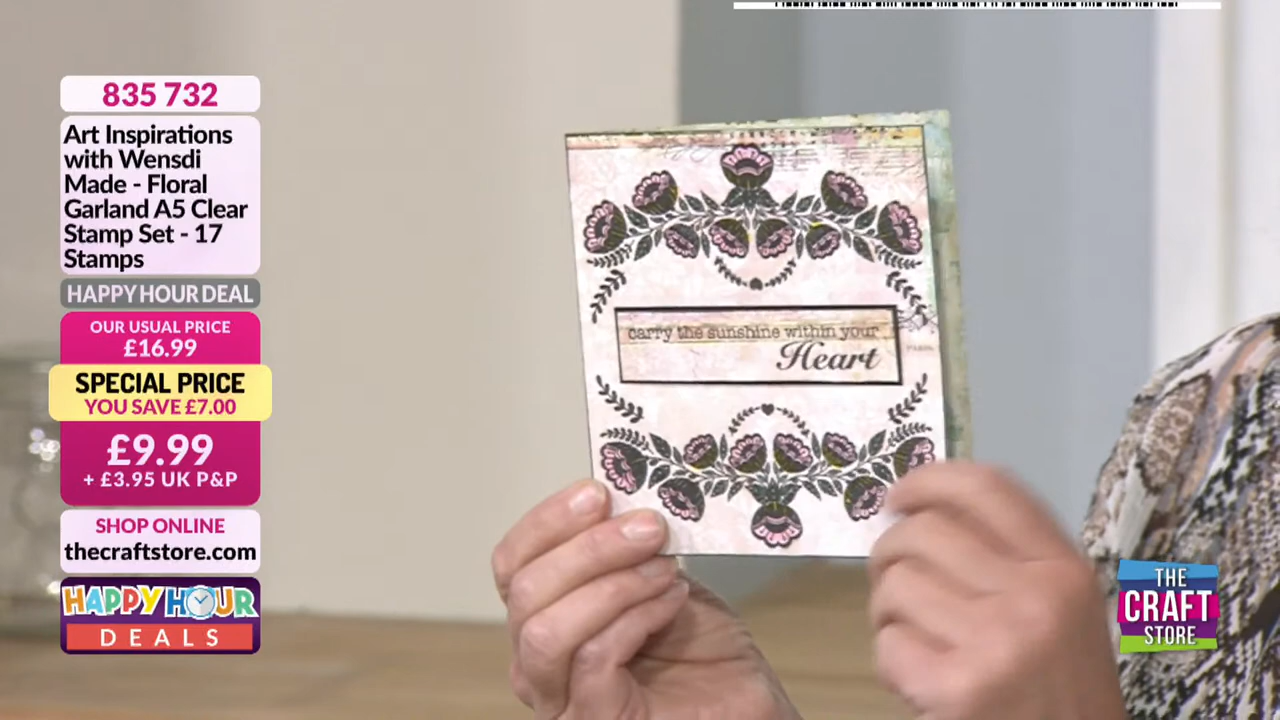 835 732
Art Inspirations
with Wensdi
Made - Floral
Garland A5 Clear
Stamp Set - 17
Stamps
HAPPY HOUR DEAL
OUR USUAL PRICE
£16.99
SPECIAL PRICE
YOU SAVE £7.00
£9.99
+ £3.95 UK P&P
SHOP ONLINE
thecraftstore.com
HAPPY HOUR
DEALS
carry the sunshine within your
Heart
THE
CRAFT
STORE